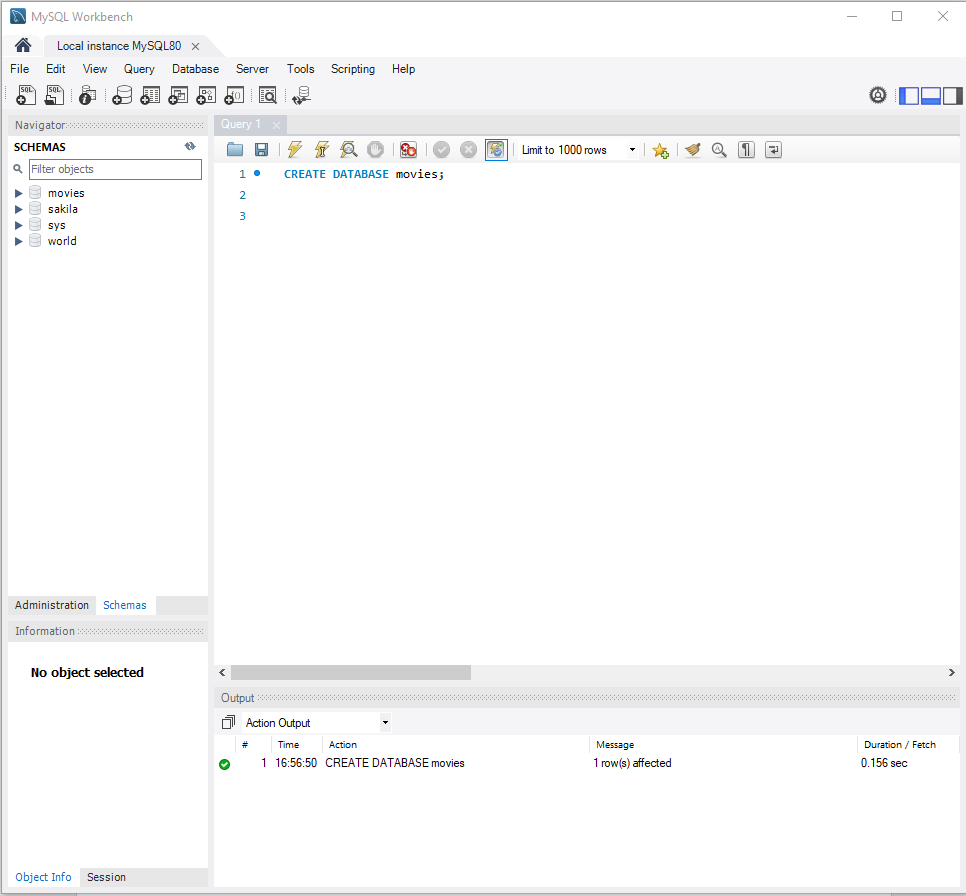 MySQL Workbench
Local instance MySQL80
File Edit View Query Database Server Tools Scripting Help
Navigator
Query 1
SCHEMAS
Limit to 1000 rows
Filter objects
1 CREATE DATABASE movies;
2
3
movies
sakila
sys
world
Administration Schemas
Information
No object selected
Output
Action Output
# Time Action Message Duration / Fetch
1 16:56:50 CREATE DATABASE movies 1 row(s) affected 0.156 sec
Object Info Session